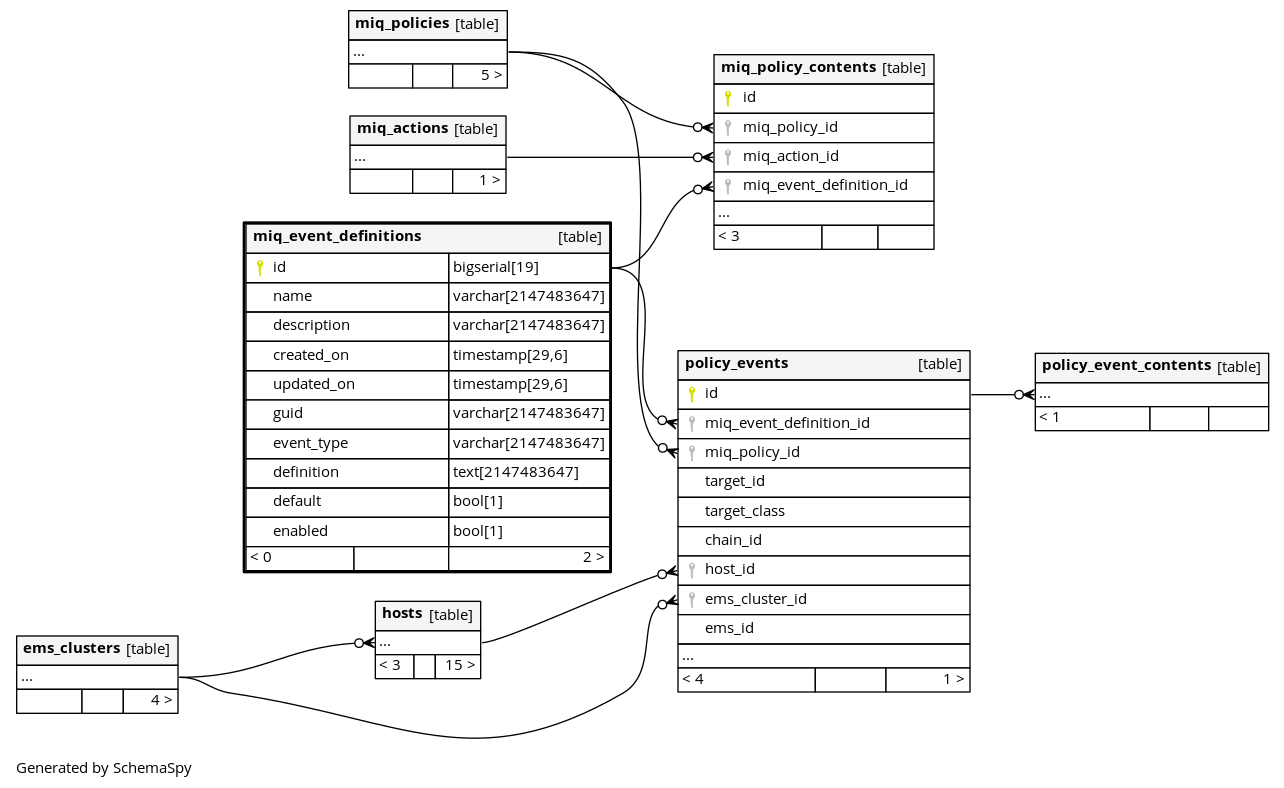 miq_policies [table]
...
5 >
miq_actions [table]
...
1 >
miq_policy_contents [table]
id
miq_policy_id
miq_action_id
miq_event_definition_id
...
< 3
miq_event_definitions [table]
id bigserial[19]
name varchar[2147483647]
description varchar[2147483647]
created_on timestamp[29,6]
updated_on timestamp[29,6]
guid varchar[2147483647]
event_type varchar[2147483647]
definition text[2147483647]
default bool[1]
enabled bool[1]
< 0 2 >
policy_events [table]
id
miq_event_definition_id
miq_policy_id
target_id
target_class
chain_id
host_id
ems_cluster_id
ems_id
...
< 4 1 >
policy_event_contents [table]
...
< 1
hosts [table]
...
< 3 15 >
ems_clusters [table]
...
4 >
Generated by SchemaSpy